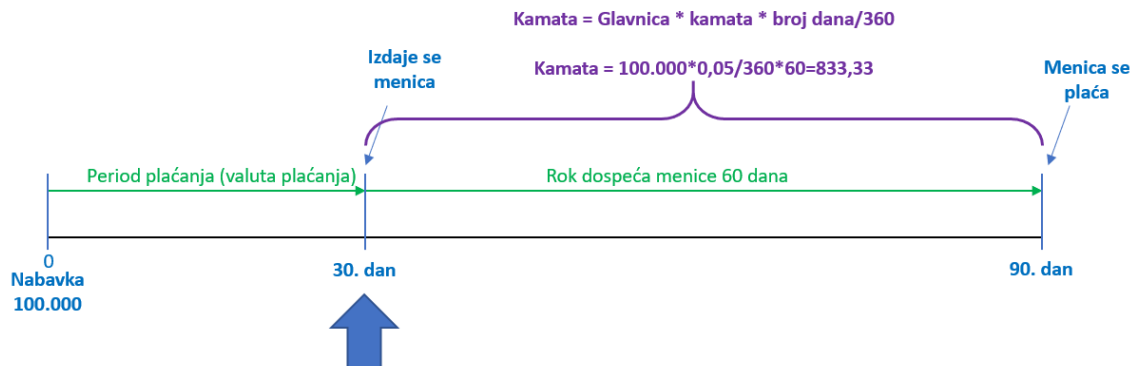 Kamata = Glavnica * kamata * broj dana/360
Izdaje se
menica
Kamata = 100.000*0,05/360*60=833,33
Menica se
plaća
Period plaćanja (valuta plaćanja)
Rok dospeća menice 60 dana
0
Nabavka
100.000
30. dan
90. dan